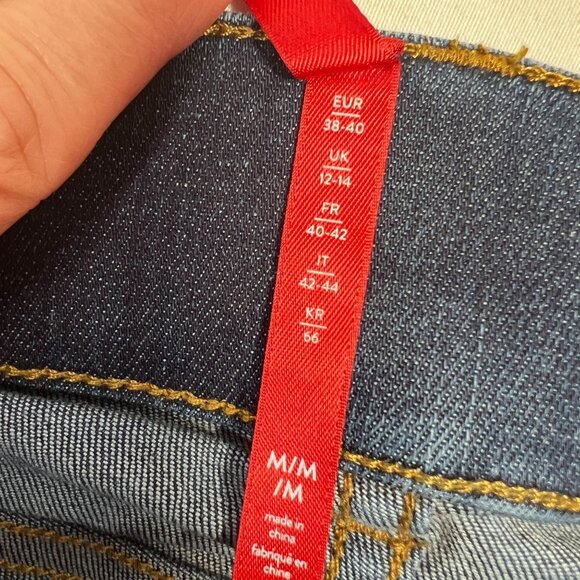 EUR
38-40
UK
12-14
FR
40-42
IT
42-44
KR
66
M/M
/M
made in
china
fabriqué en
chine